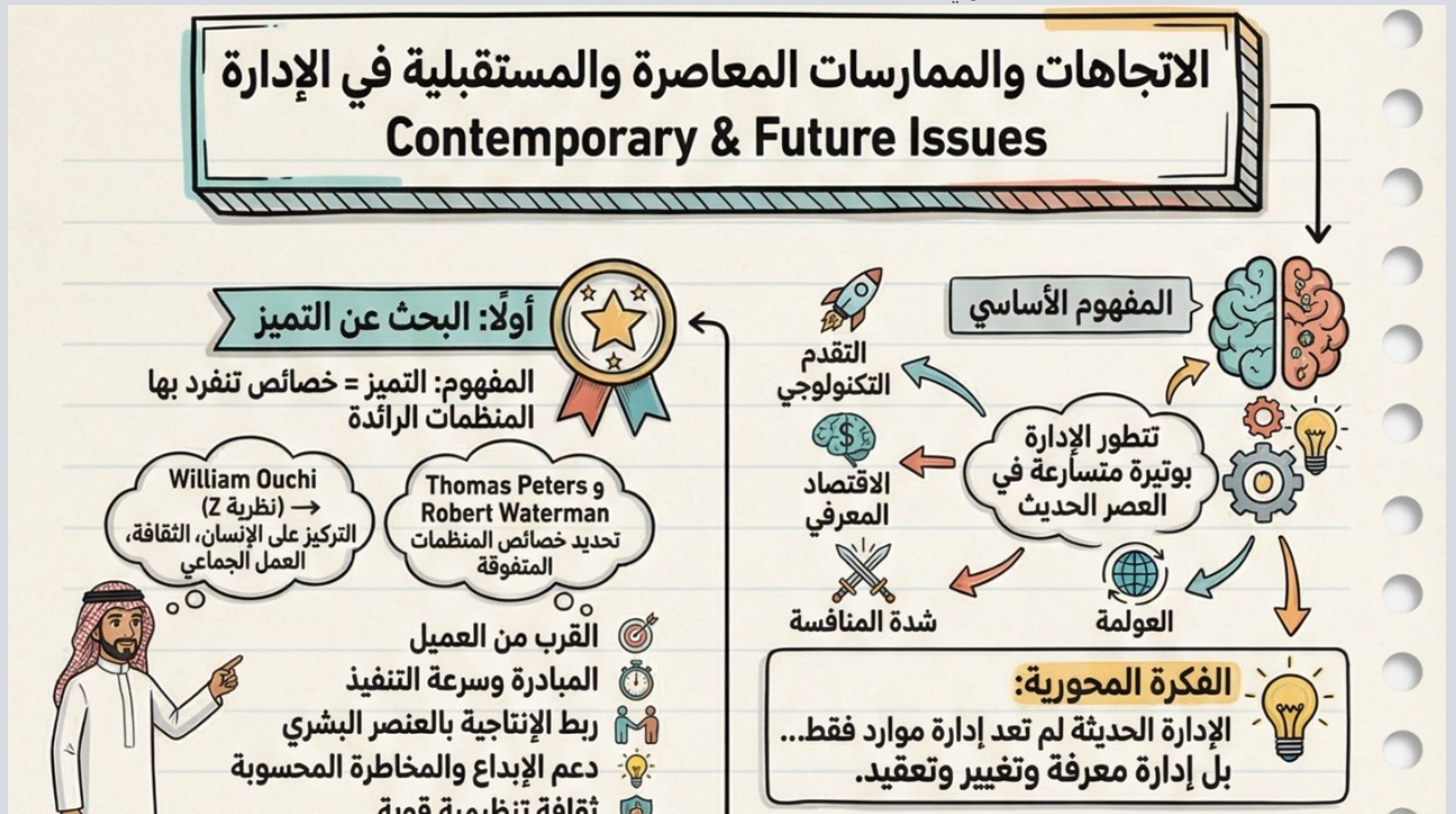 الاتجاهات والممارسات المعاصرة والمستقبلية في الإدارة
Contemporary & Future Issues
المفهوم الأساسي
تتطور الإدارة
بوتيرة متسارعة في
العصر الحديث
التقدم
التكنولوجي
الاقتصاد
المعرفي
شدة المنافسة
العولمة
الفكرة المحورية:
الإدارة الحديثة لم تعد إدارة موارد فقط...
بل إدارة معرفة وتغيير وتعقيد.
أولًا: البحث عن التميز
المفهوم: التميز = خصائص تنفرد بها
المنظمات الرائدة
Thomas Peters و
Robert Waterman
تحديد خصائص المنظمات
المتفوقة
William Ouchi
→ (نظرية Z)
التركيز على الإنسان، الثقافة،
العمل الجماعي
القرب من العميل
المبادرة وسرعة التنفيذ
ربط الإنتاجية بالعنصر البشري
دعم الإبداع والمخاطرة المحسوبة
ثقافة تنظيمية قوية